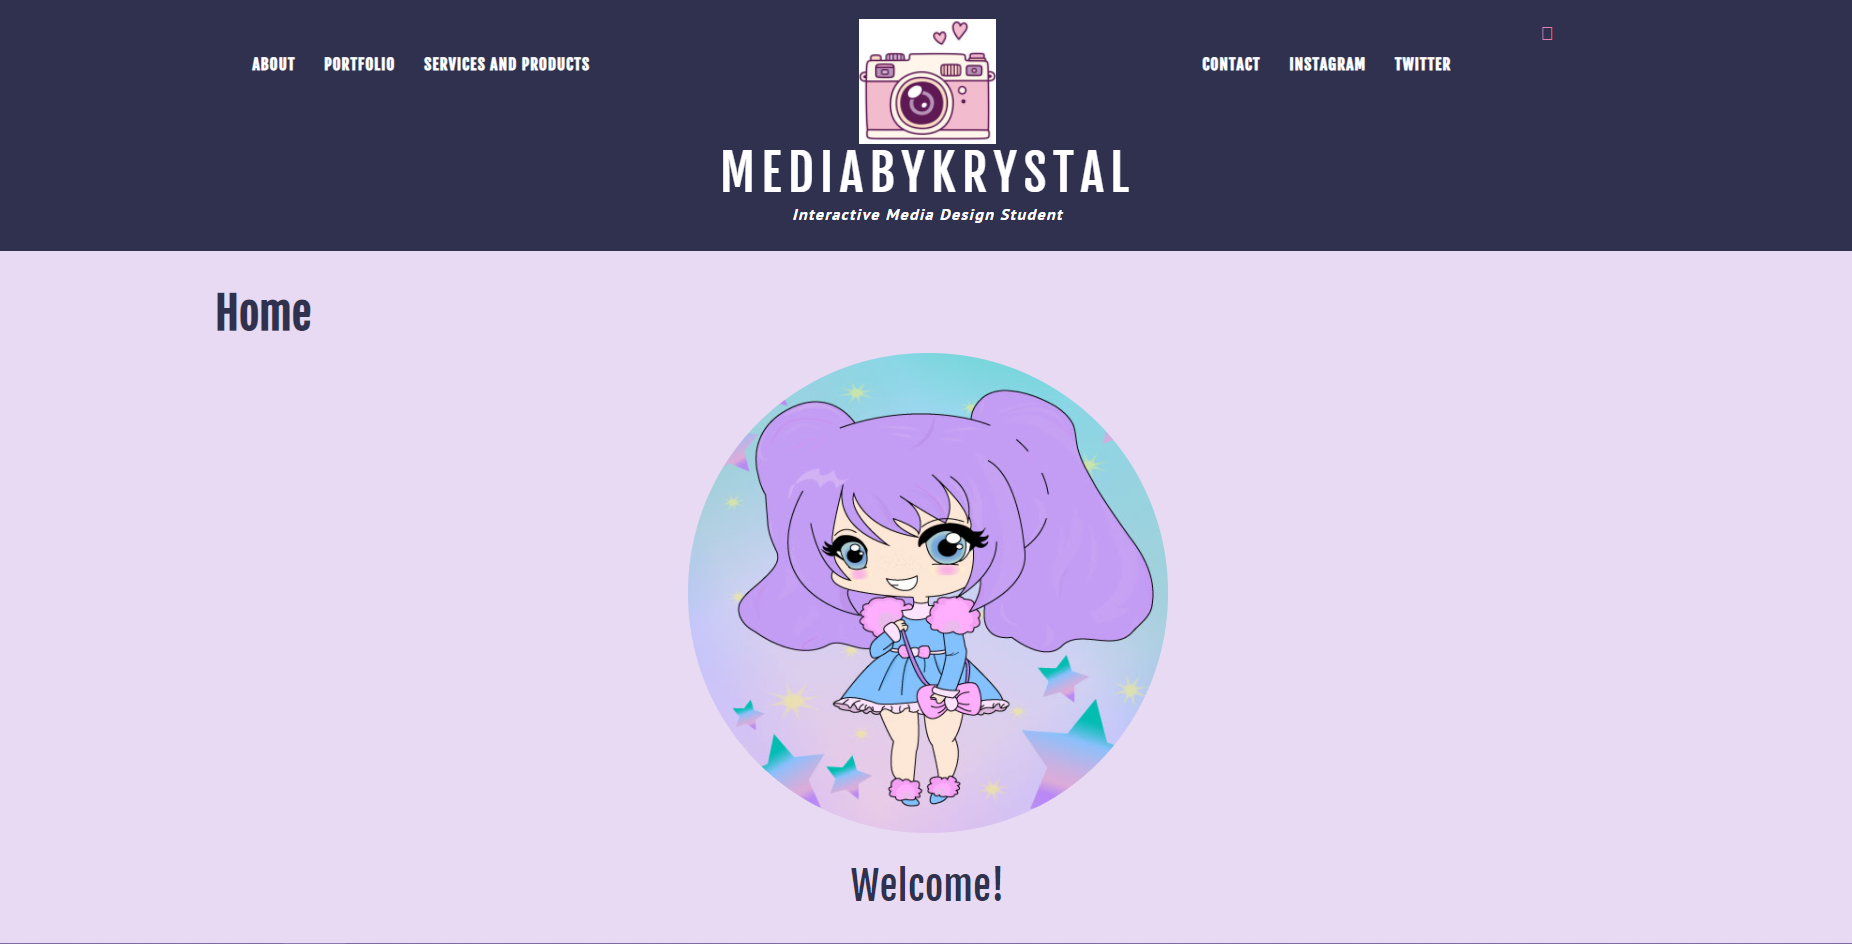 ABOUT PORTFOLIO SERVICES AND PRODUCTS
CONTACT INSTAGRAM TWITTER
MEDIABYKRYSTAL
Interactive Media Design Student
Home
Welcome!